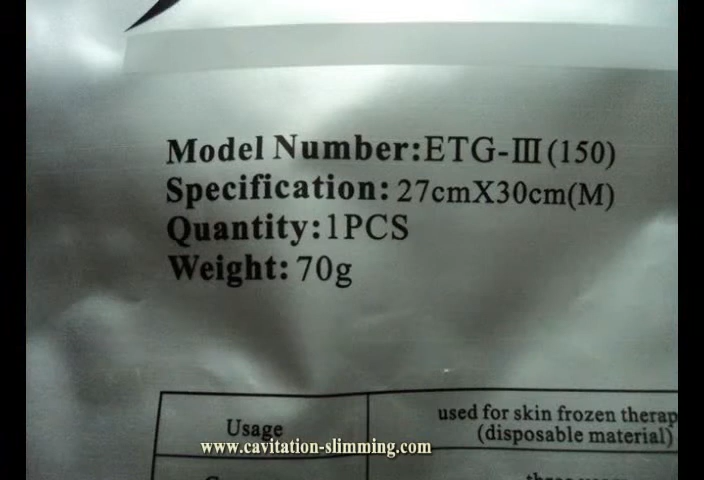 Model Number:ETG-III(150)
Specification: 27cmX30cm(M)
Quantity:1PCS
Weight: 70g
Usage
used for skin frozen therap
(disposable material)
www.cavitation-slimming.com